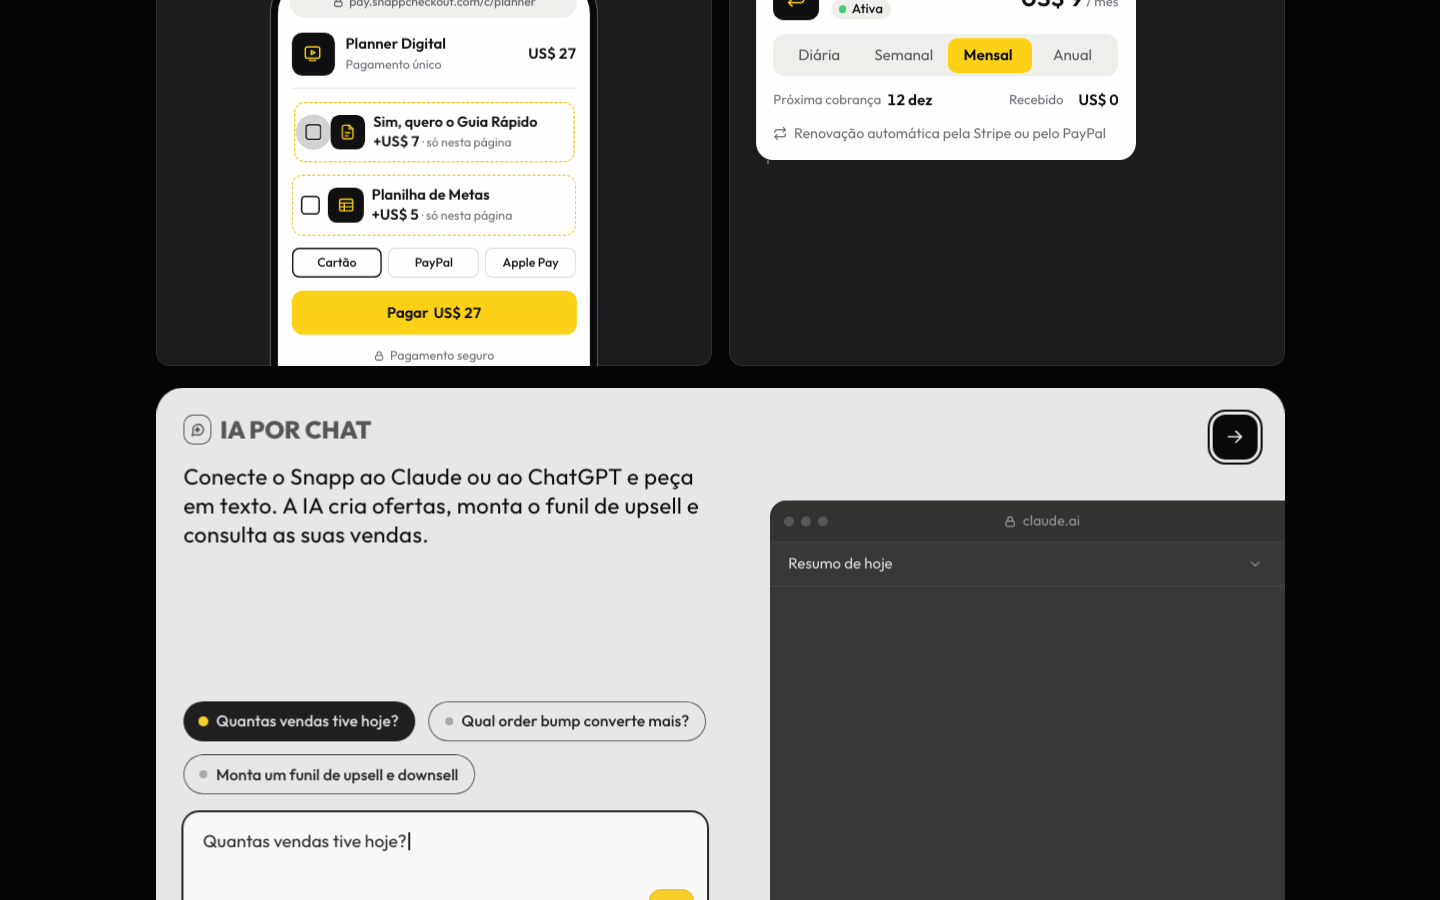 pay.snappcheckout.com/c/planner
Planner Digital
Pagamento único
US$ 27
Sim, quero o Guia Rápido
+US$ 7 · só nesta página
Planilha de Metas
+US$ 5 · só nesta página
Cartão
PayPal
Apple Pay
Pagar US$ 27
Pagamento seguro
Ativa
US$ 9 / mês
Diária
Semanal
Mensal
Anual
Próxima cobrança 12 dez
Recebido US$ 0
Renovação automática pela Stripe ou pelo PayPal
IA POR CHAT
Conecte o Snapp ao Claude ou ao ChatGPT e peça
em texto. A IA cria ofertas, monta o funil de upsell e
consulta as suas vendas.
Quantas vendas tive hoje?
Qual order bump converte mais?
Monta um funil de upsell e downsell
Quantas vendas tive hoje?
claude.ai
Resumo de hoje